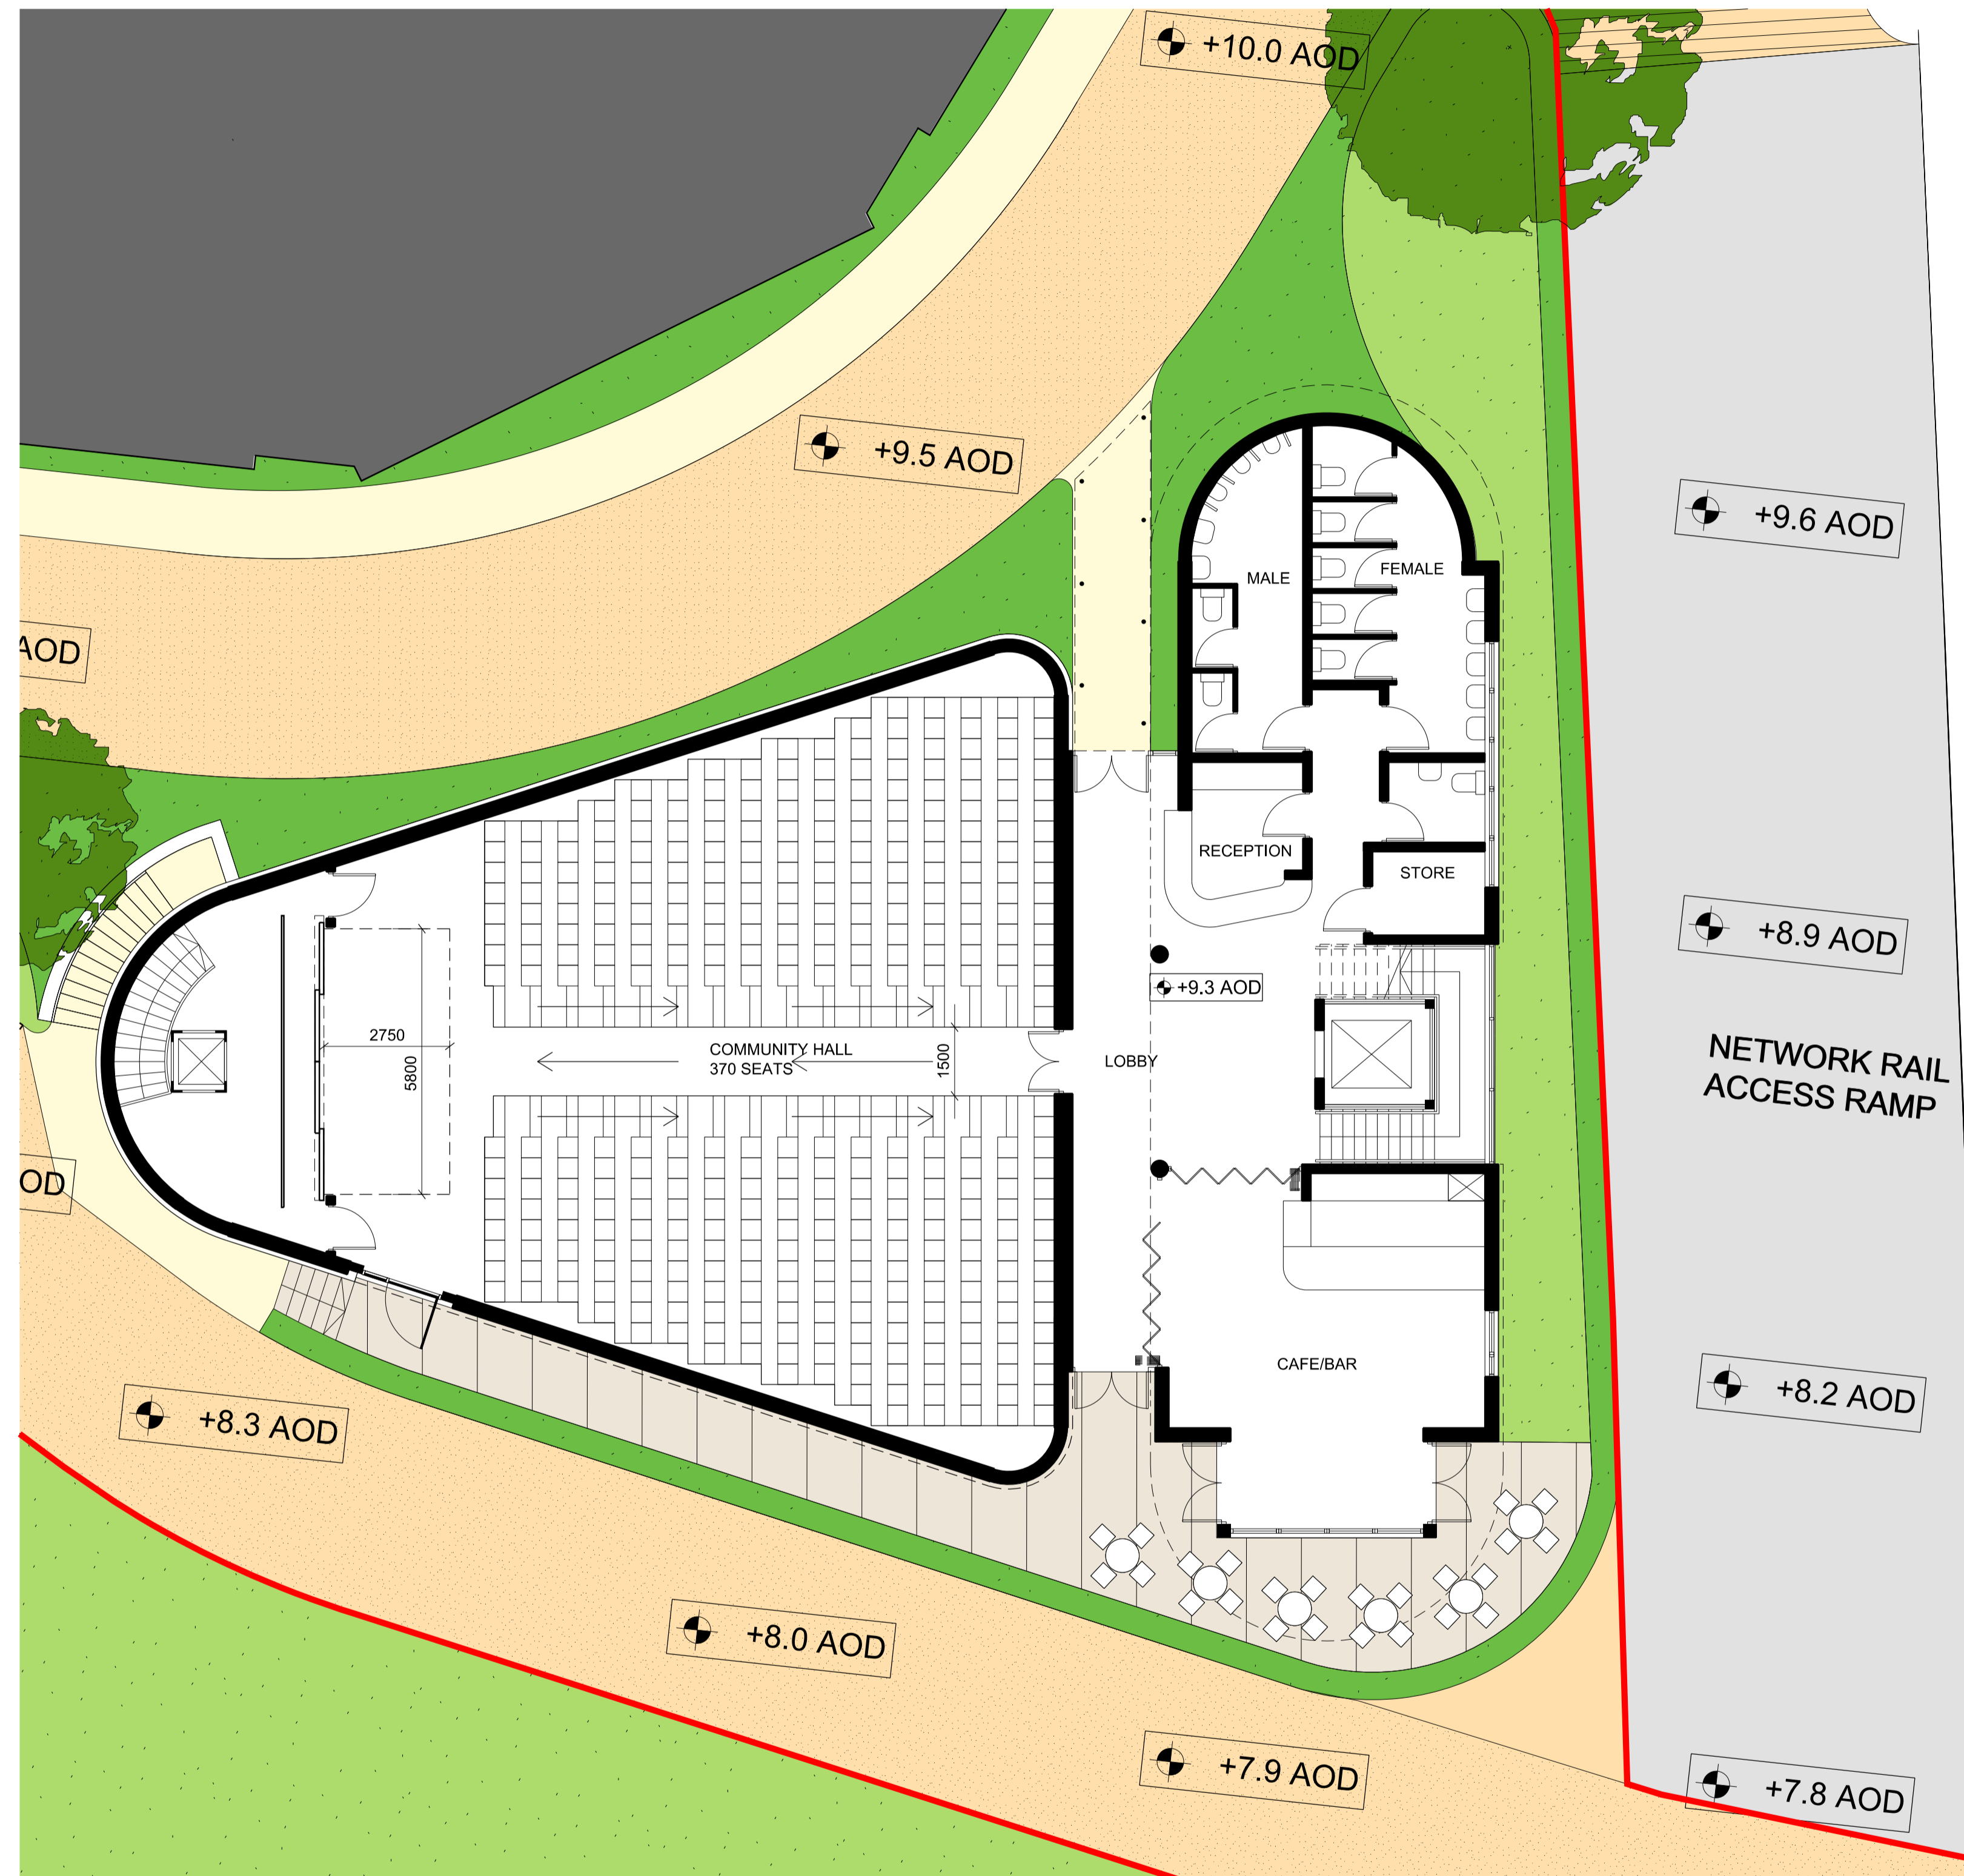 +10.0 AOD
+9.5 AOD
+9.6 AOD
MALE
FEMALE
AOD
RECEPTION
STORE
+8.9 AOD
+9.3 AOD
2750
5800
COMMUNITY HALL
370 SEATS
1500
LOBBY
NETWORK RAIL
ACCESS RAMP
OD
CAFE/BAR
+8.3 AOD
+8.2 AOD
+8.0 AOD
+7.9 AOD
+7.8 AOD